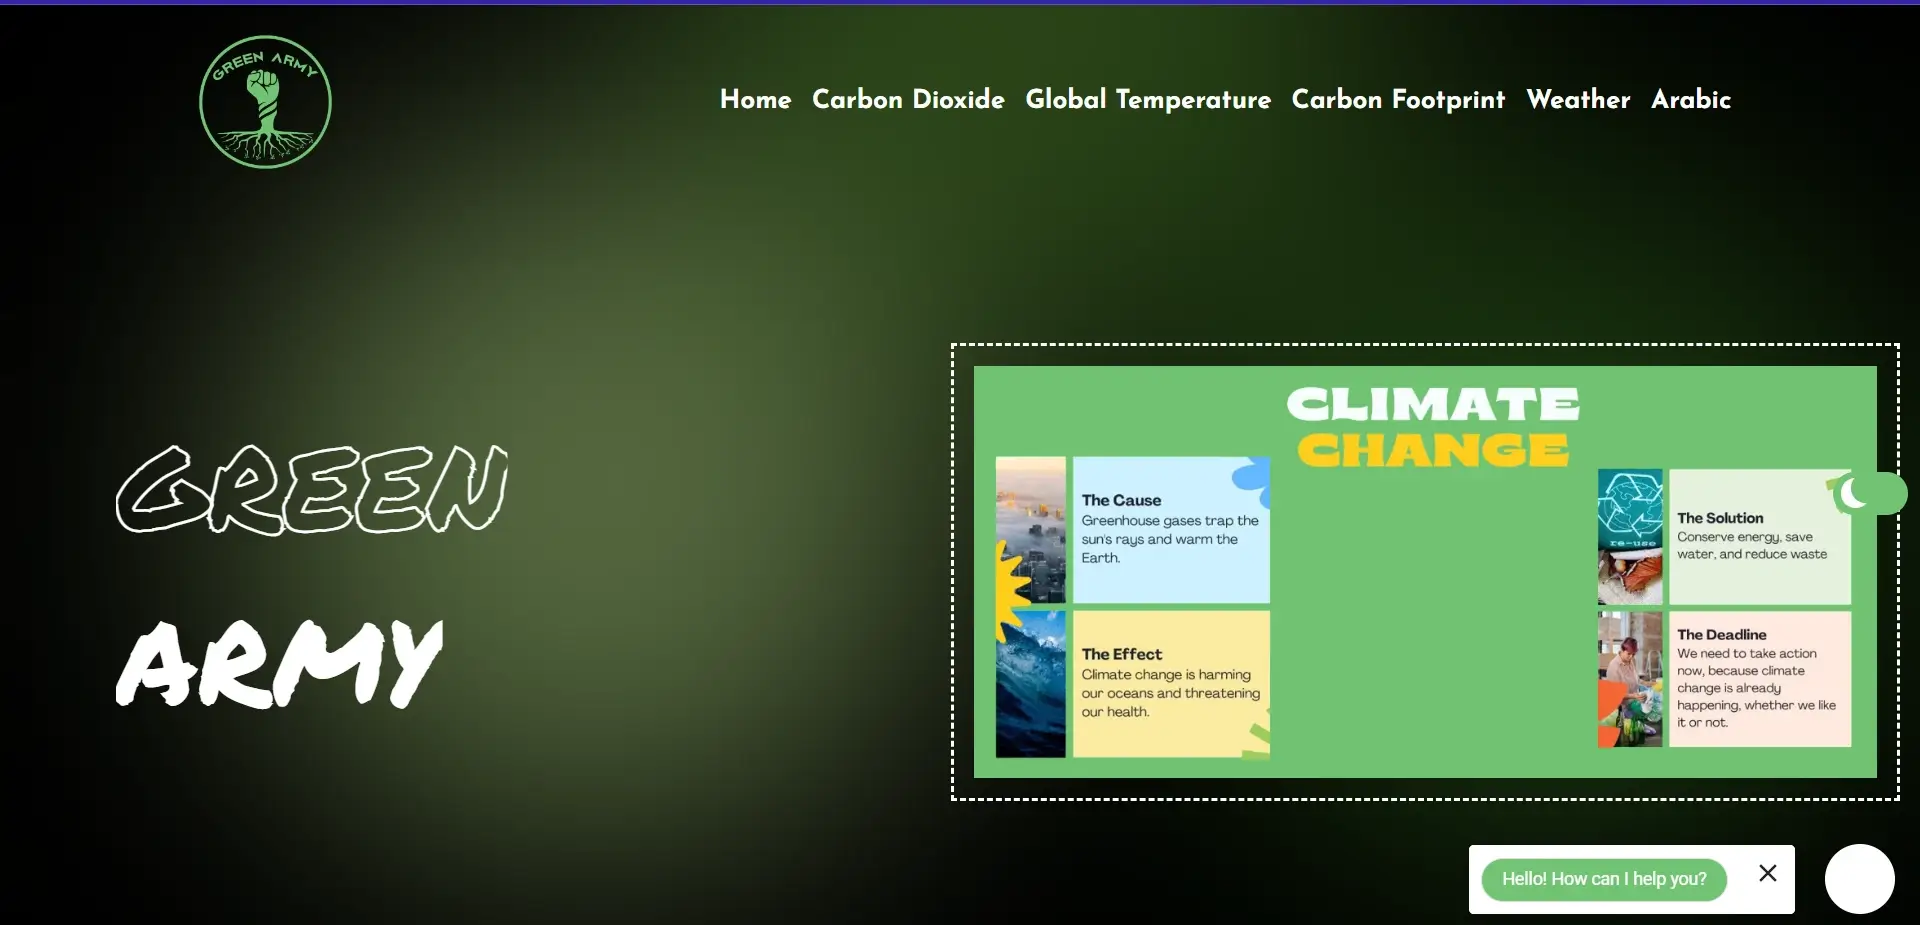 GREEN ARMY
Home Carbon Dioxide Global Temperature Carbon Footprint Weather Arabic
GREEN
ARMY
CLIMATE
CHANGE
The Cause
Greenhouse gases trap the
sun's rays and warm the
Earth.
The Effect
Climate change is harming
our oceans and threatening
our health.
re-use
The Solution
Conserve energy, save
water, and reduce waste
The Deadline
We need to take action
now, because climate
change is already
happening, whether we like
it or not.
Hello! How can I help you?